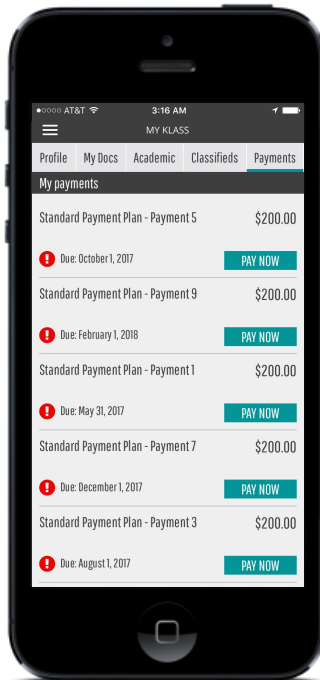 AT&T 3:16 AM
MY KLASS
Profile My Docs Academic Classifieds Payments
My payments
Standard Payment Plan - Payment 5 $200.00
! Due: October 1, 2017 PAY NOW
Standard Payment Plan - Payment 9 $200.00
! Due: February 1, 2018 PAY NOW
Standard Payment Plan - Payment 1 $200.00
! Due: May 31, 2017 PAY NOW
Standard Payment Plan - Payment 7 $200.00
! Due: December 1, 2017 PAY NOW
Standard Payment Plan - Payment 3 $200.00
! Due: August 1, 2017 PAY NOW